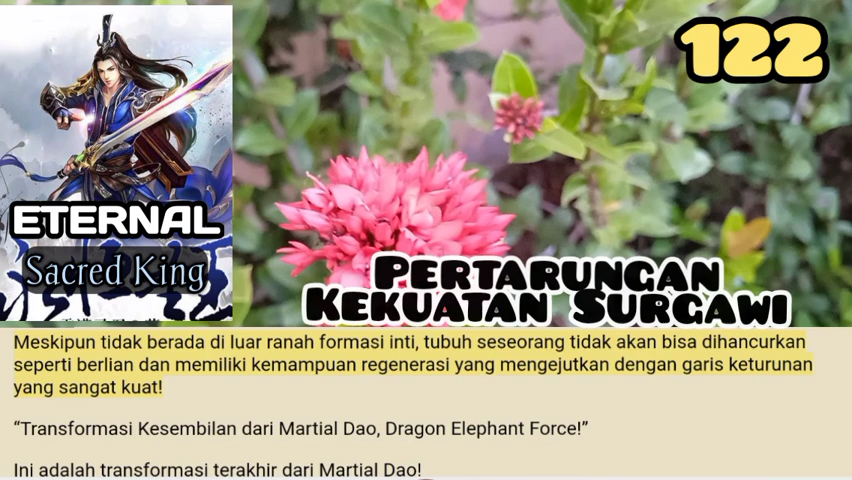 122
ETERNAL
Sacred King
PERTARUNGAN
KEKUATAN SURGAWI
Meskipun tidak berada di luar ranah formasi inti, tubuh seseorang tidak akan bisa dihancurkan
seperti berlian dan memiliki kemampuan regenerasi yang mengejutkan dengan garis keturunan
yang sangat kuat!
“Transformasi Kesembilan dari Martial Dao, Dragon Elephant Force!”
Ini adalah transformasi terakhir dari Martial Dao!